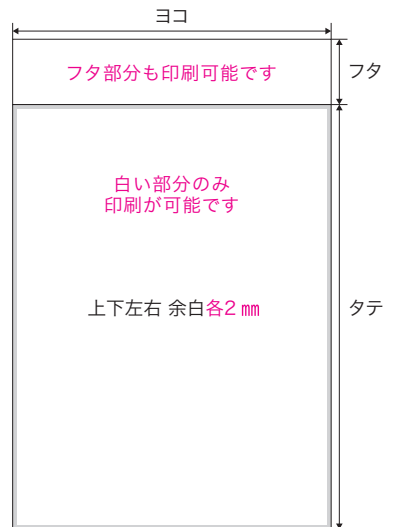 ヨコ
フタ部分も印刷可能です
フタ
白い部分のみ
印刷が可能です
上下左右 余白各2㎜
タテ